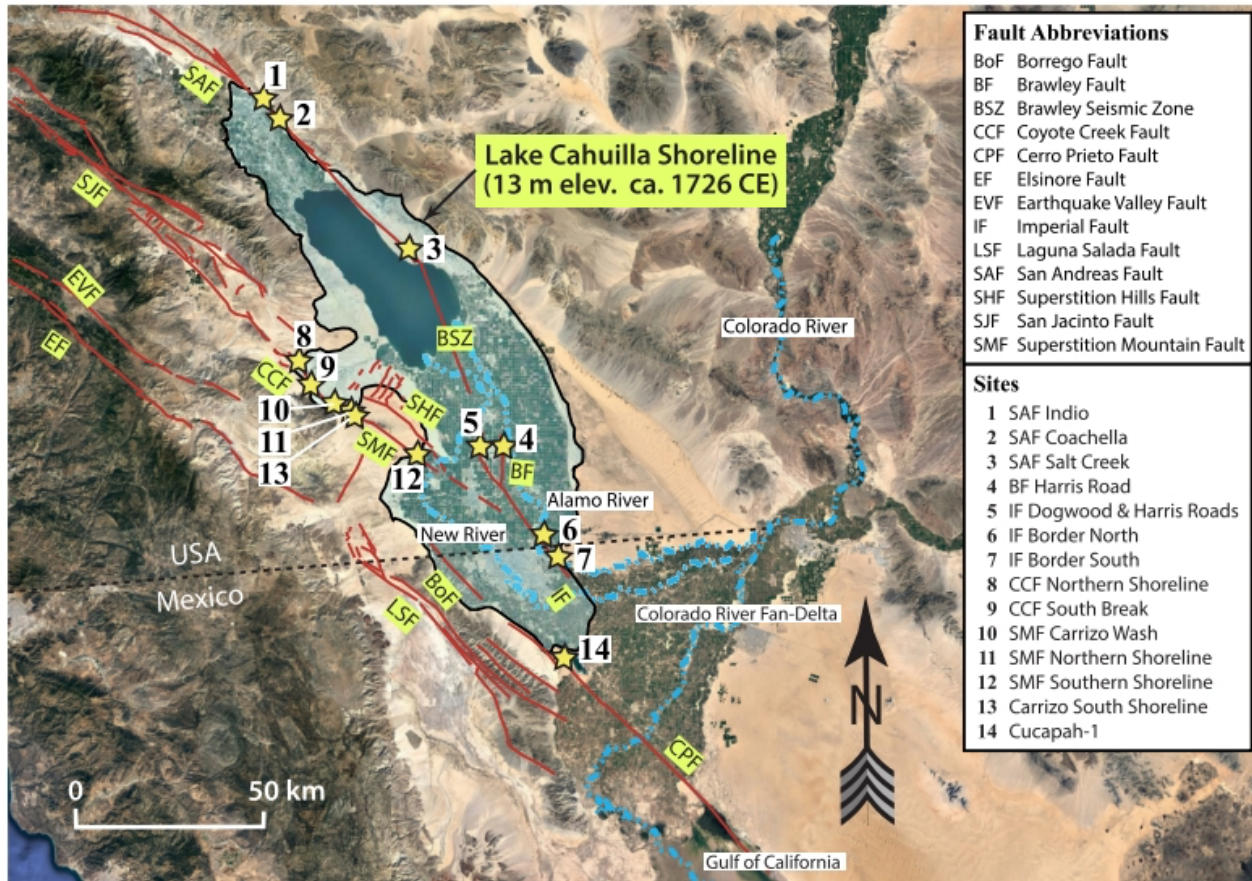 SAF
1
2
Lake Cahuilla Shoreline
(13 m elev. ca. 1726 CE)
SJF
3
Colorado River
EVF
EF
BSZ
8
9
CCF
10
11
13
SHF
SMF
12
5
4
BF
Alamo River
New River
6
7
USA
Mexico
BoF
LSF
IF
Colorado River Fan-Delta
14
N
CPF
0
50 km
Gulf of California
Fault Abbreviations
BoF Borrego Fault
BF Brawley Fault
BSZ Brawley Seismic Zone
CCF Coyote Creek Fault
CPF Cerro Prieto Fault
EF Elsinore Fault
EVF Earthquake Valley Fault
IF Imperial Fault
LSF Laguna Salada Fault
SAF San Andreas Fault
SHF Superstition Hills Fault
SJF San Jacinto Fault
SMF Superstition Mountain Fault
Sites
1 SAF Indio
2 SAF Coachella
3 SAF Salt Creek
4 BF Harris Road
5 IF Dogwood & Harris Roads
6 IF Border North
7 IF Border South
8 CCF Northern Shoreline
9 CCF South Break
10 SMF Carrizo Wash
11 SMF Northern Shoreline
12 SMF Southern Shoreline
13 Carrizo South Shoreline
14 Cucapah-1